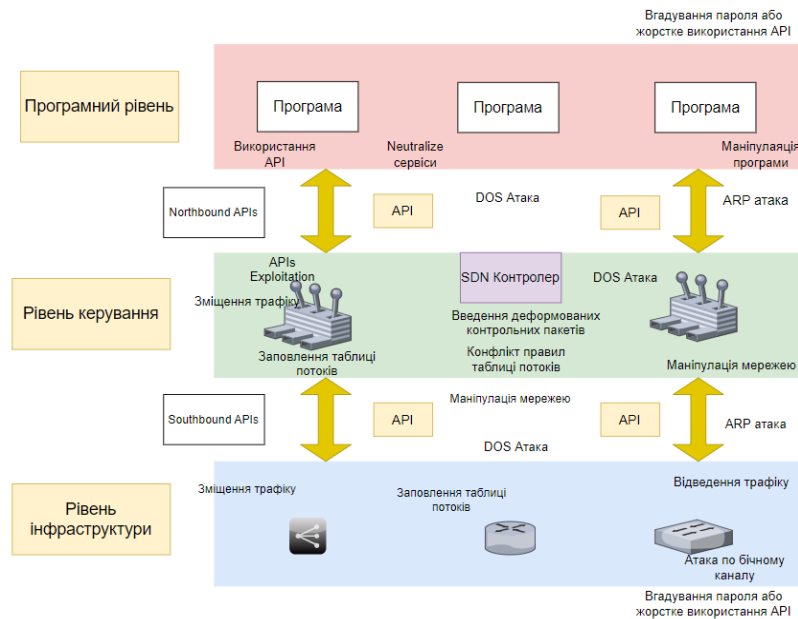 Вгадування пароля або
жорстке використання API
Програмний рівень
Програма
Програма
Програма
Використання
API
Neutralize
сервіси
Маніпуляція
програми
Northbound APIs
API
DOS Атака
API
ARP атака
APIs
Exploitation
SDN Контролер
DOS Атака
Рівень керування
Зміщення трафіку
Введення деформованих
контрольних пакетів
Заповлення таблиці
потоків
Конфлікт правил
таблиці потоків
Маніпулація мережею
Southbound APIs
API
Маніпулація мережею
API
ARP атака
DOS Атака
Рівень
інфраструктури
Зміщення трафіку
Заповлення таблиці
потоків
Відведення трафіку
Атака по бічному
каналу
Вгадування пароля або
жорстке використання API